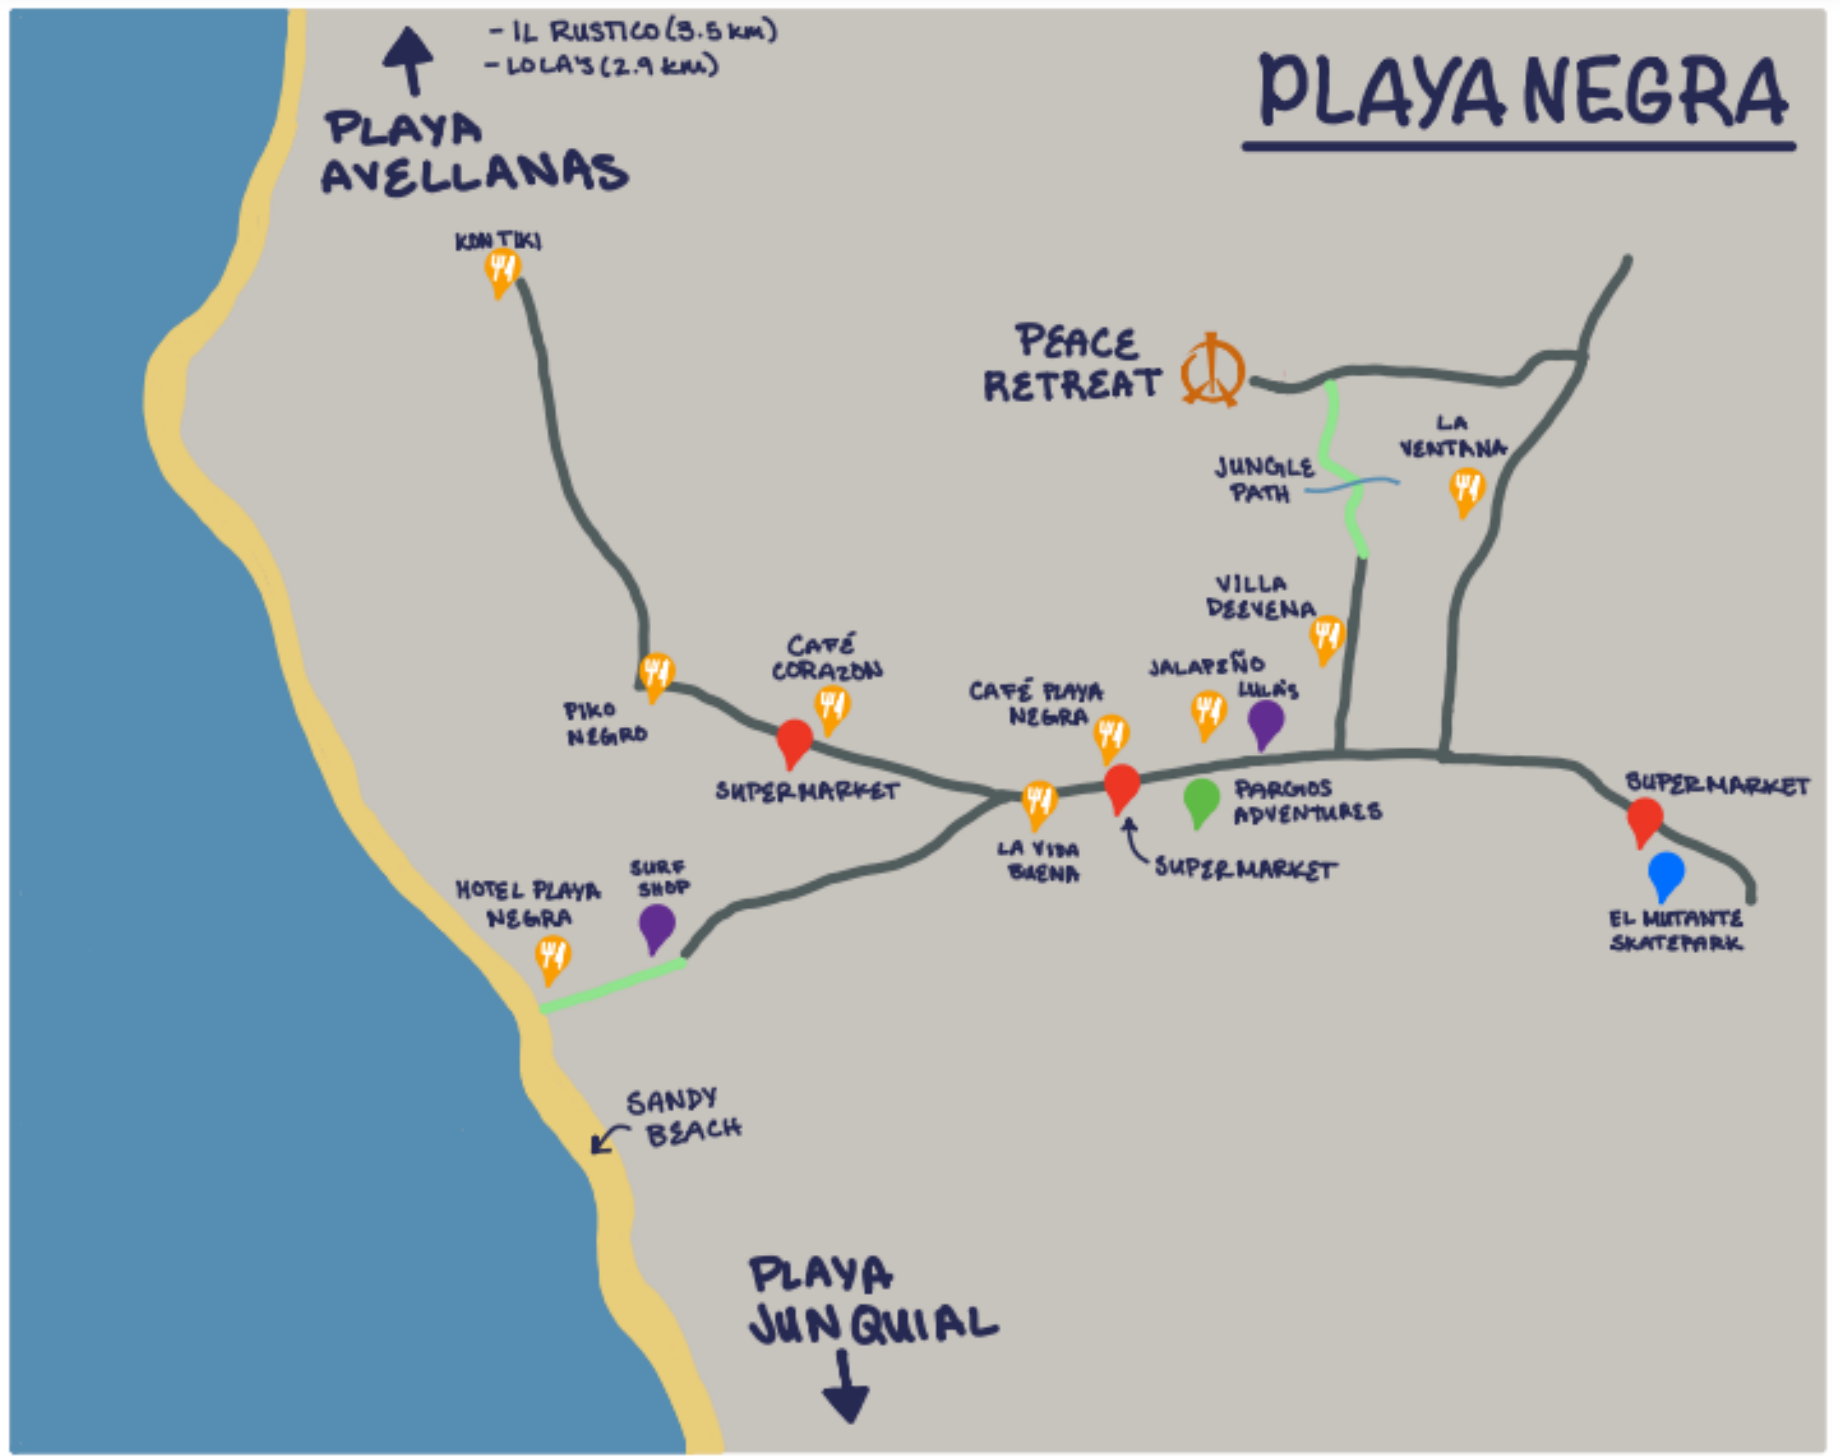 - IL RUSTICO (3.5 km)
- LOLA'S (2.9 km)
PLAYA
AVELLANAS
PLAYA NEGRA
KON TIKI
PEACE
RETREAT
LA
VENTANA
JUNGLE
PATH
VILLA
DEEVENA
CAFÉ
CORAZON
JALAPEÑO
LULA'S
CAFÉ PLAYA
NEGRA
PIKO
NEGRO
SUPERMARKET
PARGOS
ADVENTURES
SUPERMARKET
LA VIDA
BUENA
SUPERMARKET
SURF
SHOP
HOTEL PLAYA
NEGRA
EL MUTANTE
SKATEPARK
SANDY
BEACH
PLAYA
JUNQUIAL